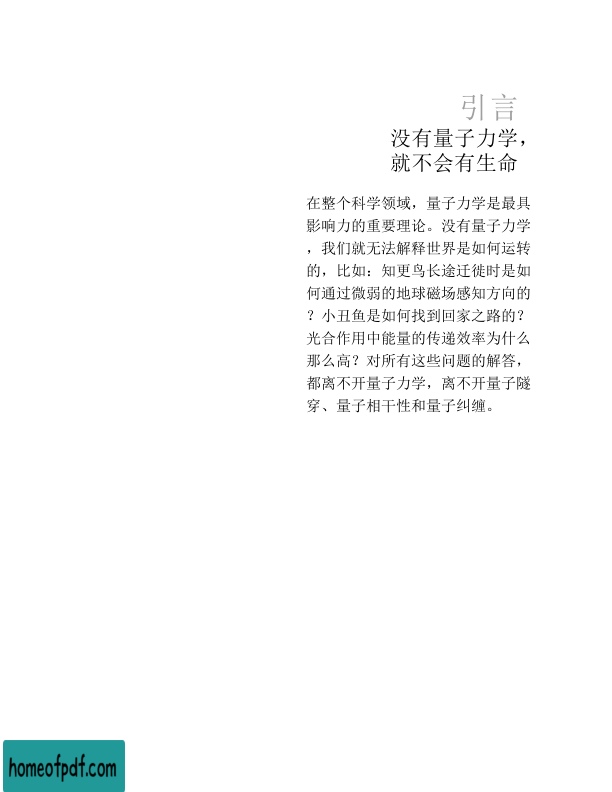 引言
没有量子力学，
就不会有生命
在整个科学领域，量子力学是最具
影响力的重要理论。没有量子力学
，我们就无法解释世界是如何运转
的，比如：知更鸟长途迁徙时是如
何通过微弱的地球磁场感知方向的
？小丑鱼是如何找到回家之路的？
光合作用中能量的传递效率为什么
那么高？对所有这些问题的解答，
都离不开量子力学，离不开量子隧
穿、量子相干性和量子纠缠。
homeofpdf.com